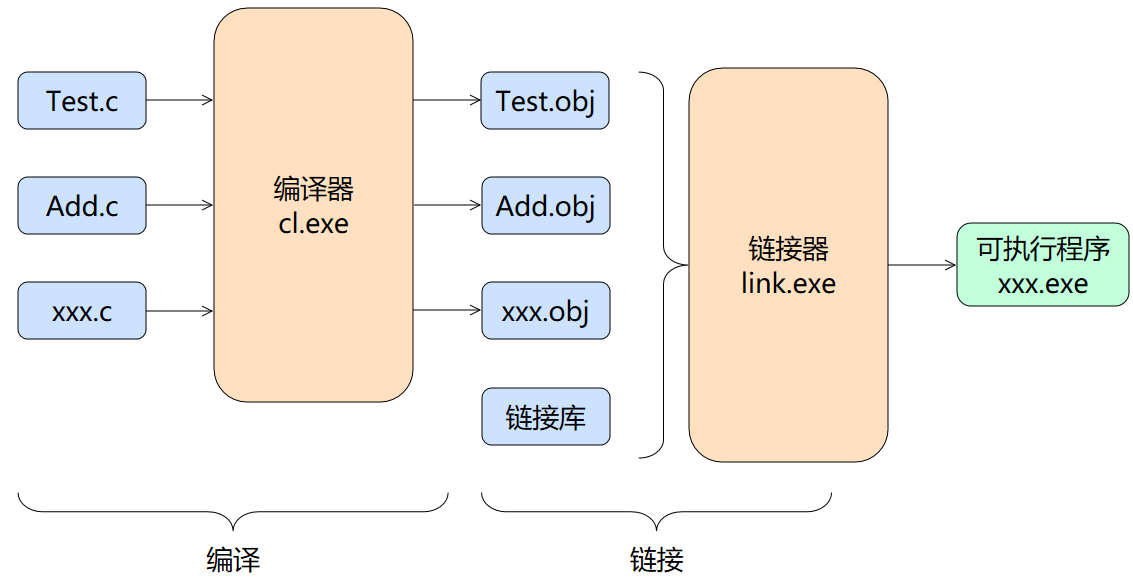 Test.c
Add.c
xxx.c
编译器
cl.exe
Test.obj
Add.obj
xxx.obj
链接库
链接器
link.exe
可执行程序
xxx.exe
编译
链接